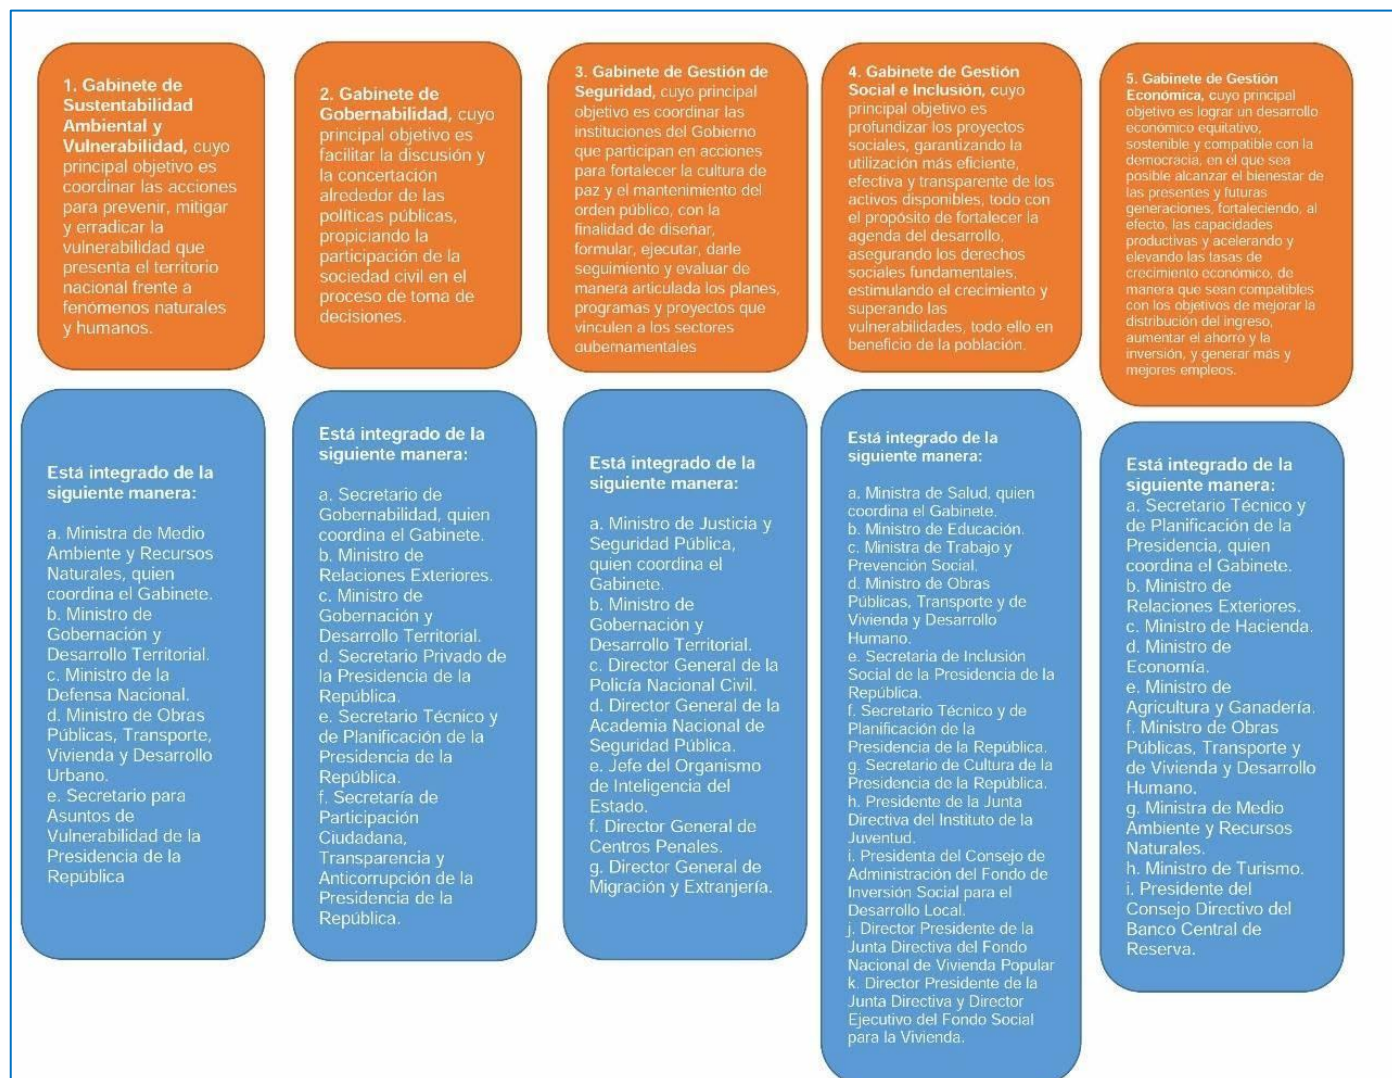 1. Gabinete de
Sustentabilidad
Ambiental y
Vulnerabilidad, cuyo
principal objetivo es
coordinar las acciones
para prevenir, mitigar
y erradicar la
vulnerabilidad que
presenta el territorio
nacional frente a
fenómenos naturales
y humanos.
2. Gabinete de
Gobernabilidad, cuyo
principal objetivo es
facilitar la discusión y
la concertación
alrededor de las
políticas públicas,
propiciando la
participación de la
sociedad civil en el
proceso de toma de
decisiones.
3. Gabinete de Gestión de
Seguridad, cuyo principal
objetivo es coordinar las
instituciones del Gobierno
que participan en acciones
para fortalecer la cultura de
paz y el mantenimiento del
orden público, con la
finalidad de diseñar,
formular, ejecutar, darle
seguimiento y evaluar de
manera articulada los planes,
programas y proyectos que
vinculen a los sectores
gubernamentales
4. Gabinete de Gestión
Social e Inclusión, cuyo
principal objetivo es
profundizar los proyectos
sociales, garantizando la
utilización más eficiente,
efectiva y transparente de los
activos disponibles, todo con
el propósito de fortalecer la
agenda del desarrollo,
asegurando los derechos
sociales fundamentales,
estimulando el crecimiento y
superando las
vulnerabilidades, todo ello en
beneficio de la población.
5. Gabinete de Gestión
Económica, cuyo principal
objetivo es lograr un desarrollo
económico equitativo,
sostenible y compatible con la
democracia, en el que sea
posible alcanzar el bienestar de
las presentes y futuras
generaciones, fortaleciendo, al
efecto, las capacidades
productivas y acelerando y
elevando las tasas de
crecimiento económico, de
manera que sean compatibles
con los objetivos de mejorar la
distribución del ingreso,
aumentar el ahorro y la
inversión, y generar más y
mejores empleos.
Está integrado de la
siguiente manera:
a. Ministra de Medio
Ambiente y Recursos
Naturales, quien
coordina el Gabinete.
b. Ministro de
Gobernación y
Desarrollo Territorial.
c. Ministro de la
Defensa Nacional.
d. Ministro de Obras
Públicas, Transporte,
Vivienda y Desarrollo
Urbano.
e. Secretario para
Asuntos de
Vulnerabilidad de la
Presidencia de la
República
Está integrado de la
siguiente manera:
a. Secretario de
Gobernabilidad, quien
coordina el Gabinete.
b. Ministro de
Relaciones Exteriores.
c. Ministro de
Gobernación y
Desarrollo Territorial.
d. Secretario Privado de
la Presidencia de la
República.
e. Secretario Técnico y
de Planificación de la
Presidencia de la
República.
f. Secretaría de
Participación
Ciudadana,
Transparencia y
Anticorrupción de la
Presidencia de la
República.
Está integrado de la
siguiente manera:
a. Ministro de Justicia y
Seguridad Pública,
quien coordina el
Gabinete.
b. Ministro de
Gobernación y
Desarrollo Territorial.
c. Director General de la
Policía Nacional Civil.
d. Director General de la
Academia Nacional de
Seguridad Pública.
e. Jefe del Organismo
de Inteligencia del
Estado.
f. Director General de
Centros Penales.
g. Director General de
Migración y Extranjería.
Está integrado de la
siguiente manera:
a. Ministra de Salud, quien
coordina el Gabinete.
b. Ministro de Educación.
c. Ministra de Trabajo y
Prevención Social.
d. Ministro de Obras
Públicas, Transporte y de
Vivienda y Desarrollo
Humano.
e. Secretaria de Inclusión
Social de la Presidencia de la
República.
f. Secretario Técnico y de
Planificación de la
Presidencia de la República.
g. Secretario de Cultura de la
Presidencia de la República.
h. Presidente de la Junta
Directiva del Instituto de la
Juventud.
i. Presidenta del Consejo de
Administración del Fondo de
Inversión Social para el
Desarrollo Local.
j. Director Presidente de la
Junta Directiva del Fondo
Nacional de Vivienda Popular
k. Director Presidente de la
Junta Directiva y Director
Ejecutivo del Fondo Social
para la Vivienda.
Está integrado de la
siguiente manera:
a. Secretario Técnico y
de Planificación de la
Presidencia, quien
coordina el Gabinete.
b. Ministro de
Relaciones Exteriores.
c. Ministro de Hacienda.
d. Ministro de
Economía.
e. Ministro de
Agricultura y Ganadería.
f. Ministro de Obras
Públicas, Transporte y
de Vivienda y Desarrollo
Humano.
g. Ministra de Medio
Ambiente y Recursos
Naturales.
h. Ministro de Turismo.
i. Presidente del
Consejo Directivo del
Banco Central de
Reserva.